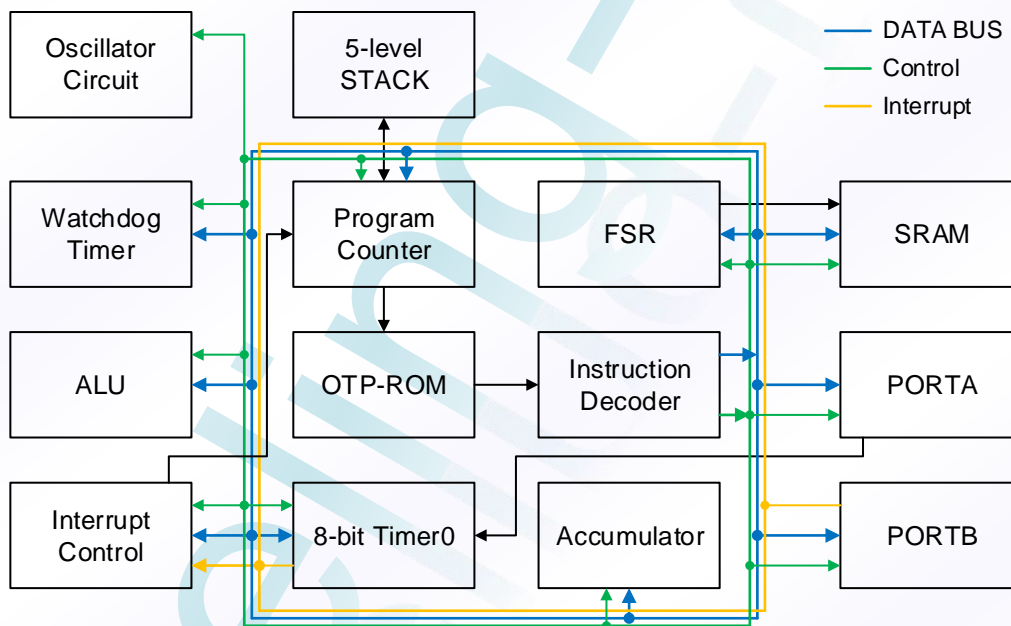 Oscillator
Circuit
5-level
STACK
DATA BUS
Control
Interrupt
Watchdog
Timer
Program
Counter
FSR
SRAM
ALU
OTP-ROM
Instruction
Decoder
PORTA
Interrupt
Control
8-bit Timer0
Accumulator
PORTB